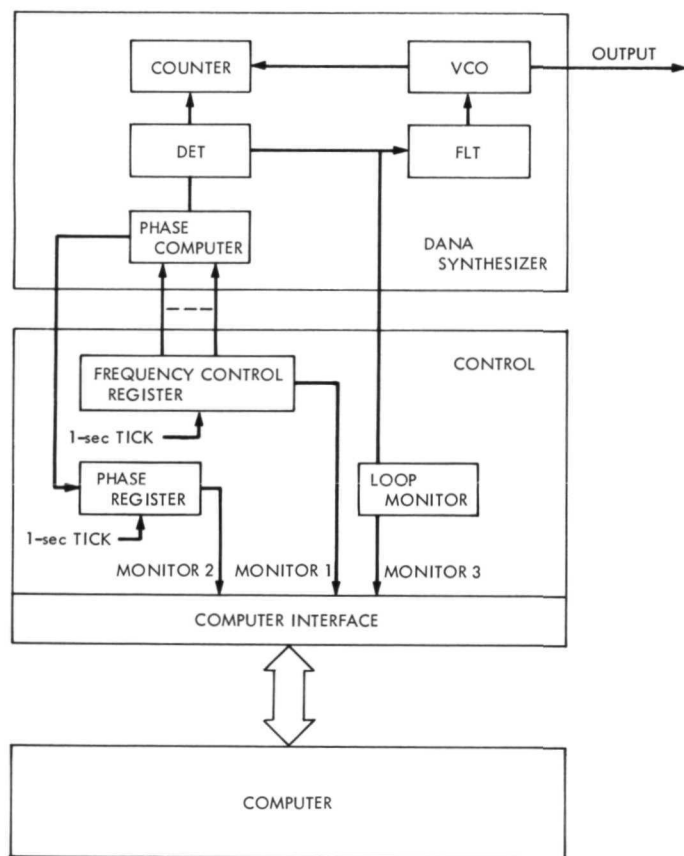 OUTPUT
COUNTER
VCO
DET
FLT
PHASE
COMPUTER
DANA
SYNTHESIZER
CONTROL
FREQUENCY CONTROL
REGISTER
1-sec TICK
PHASE
REGISTER
LOOP
MONITOR
1-sec TICK
MONITOR 2
MONITOR 1
MONITOR 3
COMPUTER INTERFACE
COMPUTER